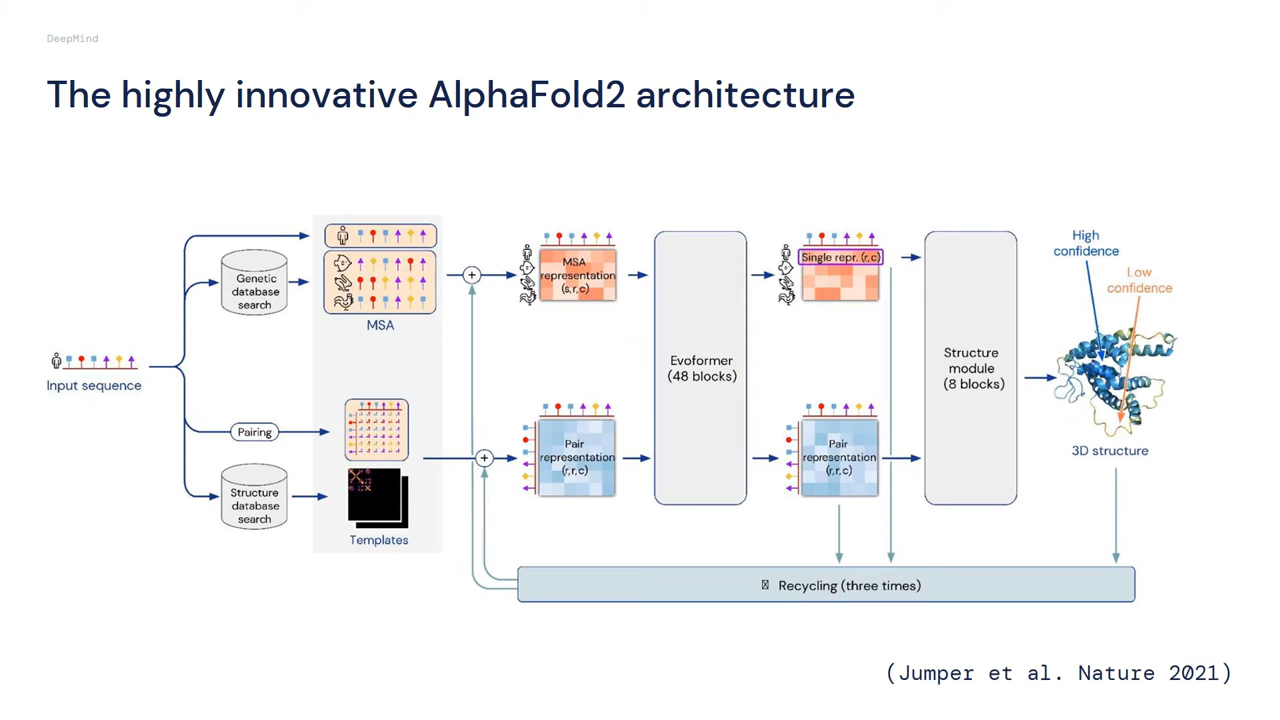 DeepMind
The highly innovative AlphaFold2 architecture
Input sequence
Genetic
database
search
Pairing
Structure
database
search
MSA
Templates
MSA
representation
(s,r,c)
Pair
representation
(r,r,c)
Evoformer
(48 blocks)
Single repr. (r,c)
Pair
representation
(r,r,c)
Structure
module
(8 blocks)
High
confidence
Low
confidence
3D structure
Recycling (three times)
(Jumper et al. Nature 2021)